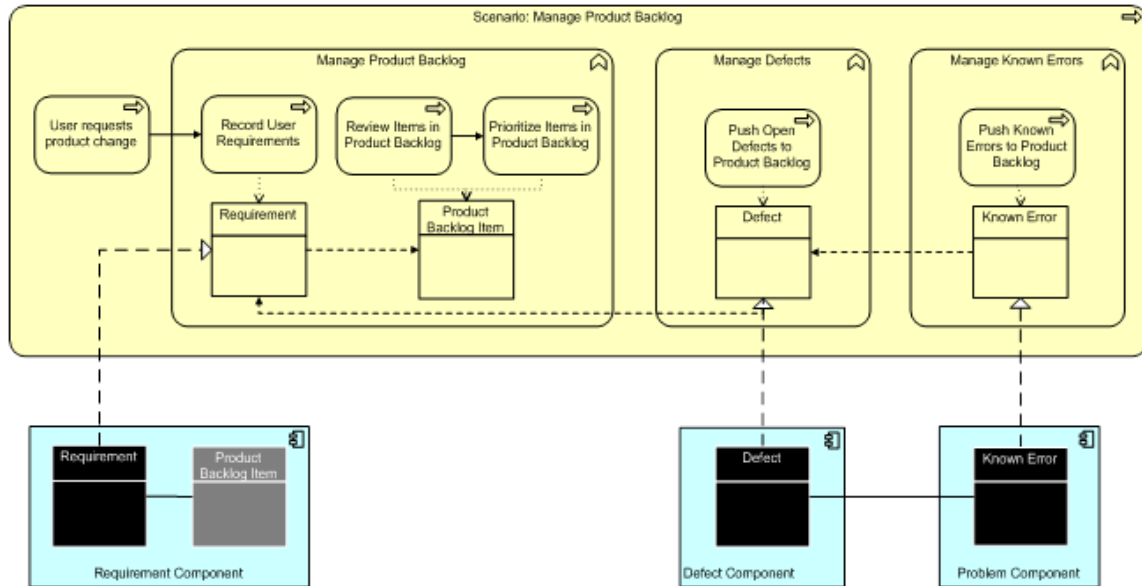 Scenario: Manage Product Backlog
Manage Product Backlog
Manage Defects
Manage Known Errors
User requests
product change
Record User
Requirements
Review Items in
Product Backlog
Prioritize Items in
Product Backlog
Push Open
Defects to
Product Backlog
Push Known
Errors to Product
Backlog
Requirement
Product
Backlog Item
Defect
Known Error
Requirement
Product
Backlog Item
Defect
Known Error
Requirement Component
Defect Component
Problem Component